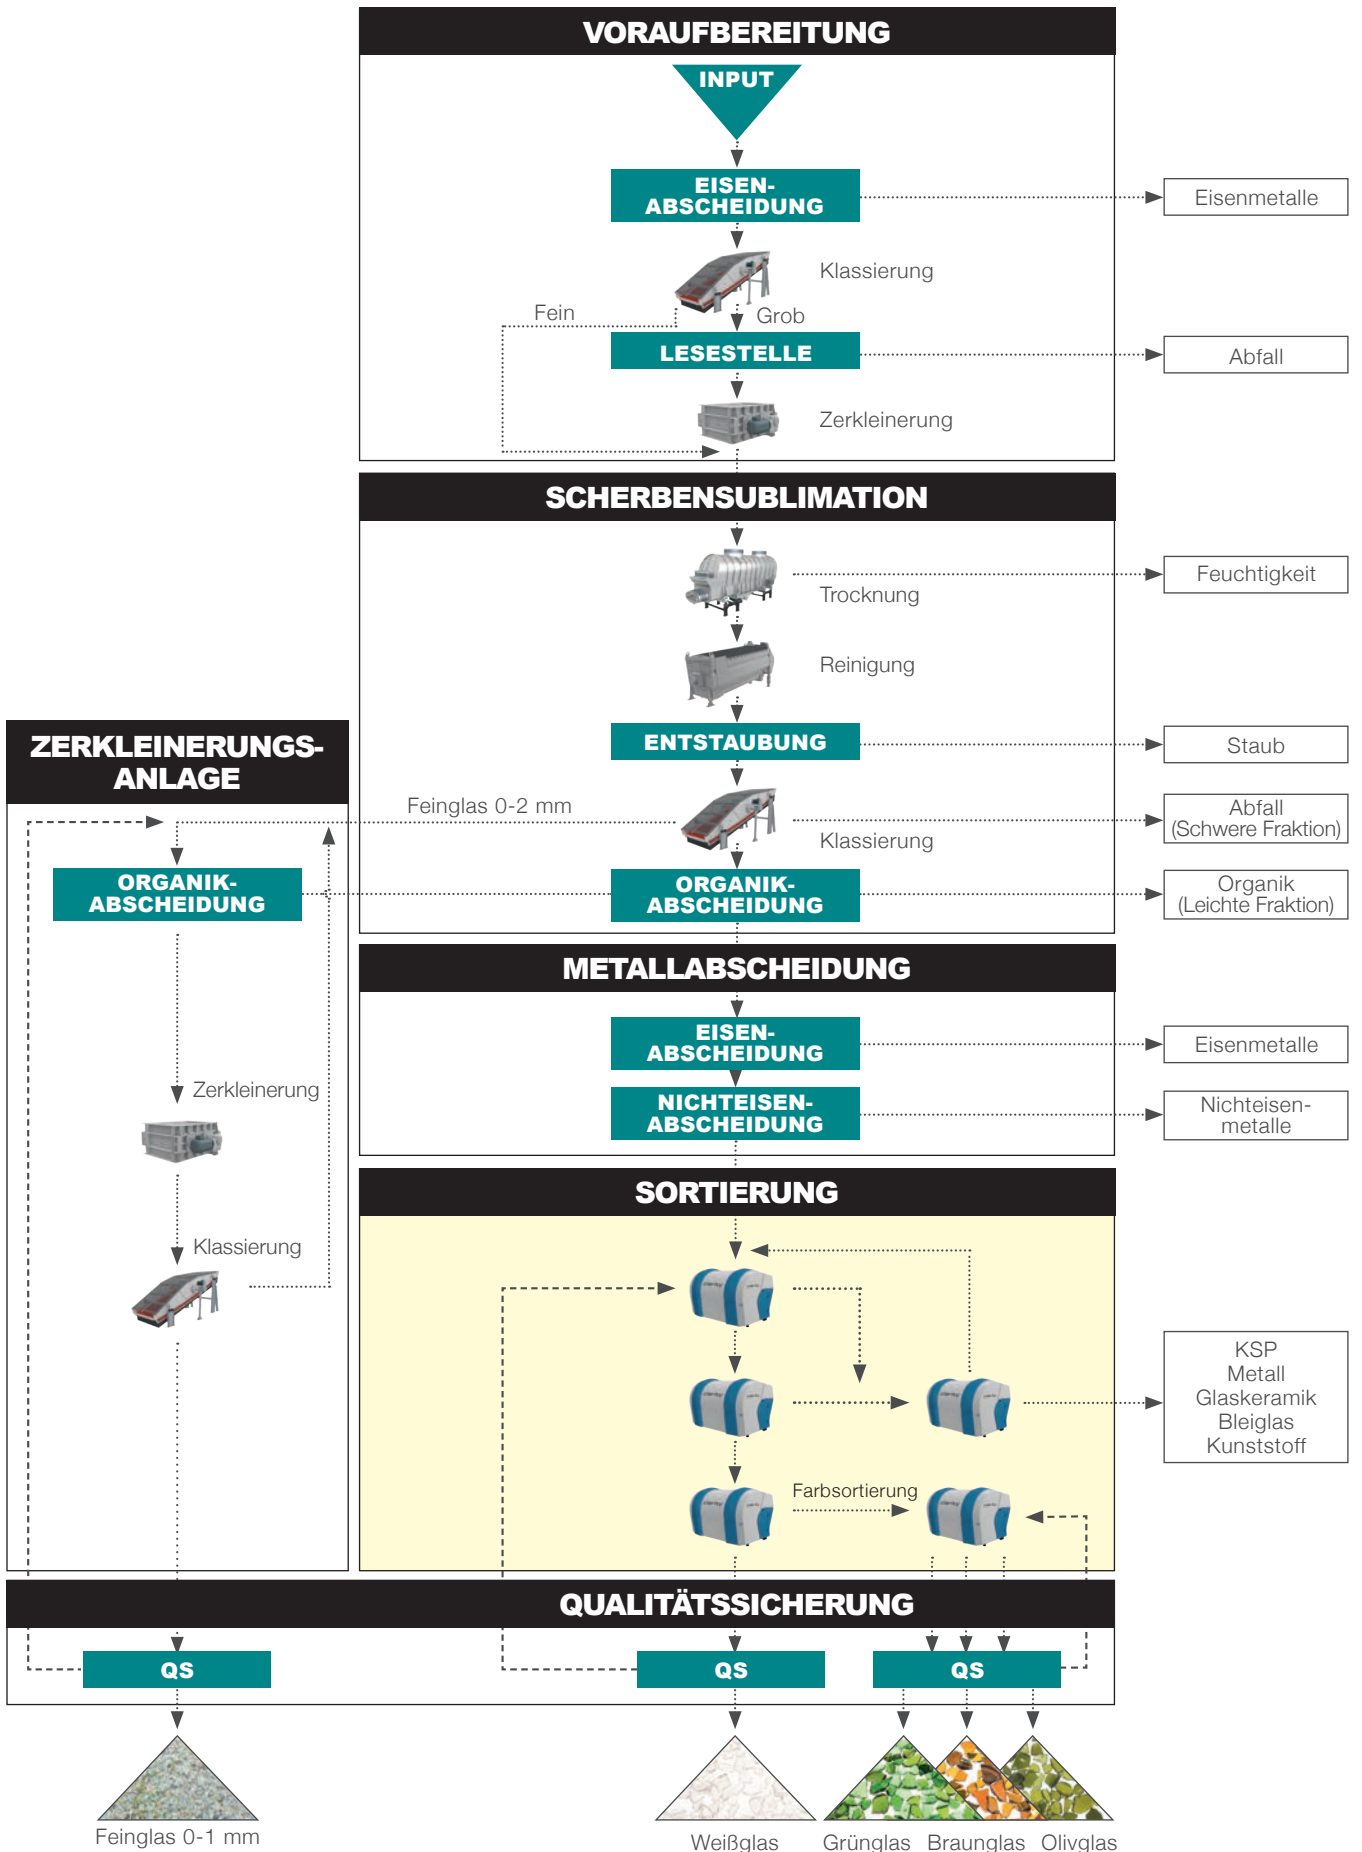 VORAUFBEREITUNG
INPUT
EISEN-
ABSCHEIDUNG
Eisenmetalle
Klassierung
Fein
Grob
LESESTELLE
Abfall
Zerkleinerung
SCHERBENSUBLIMATION
Feuchtigkeit
Trocknung
Reinigung
ENTSTAUBUNG
Staub
ZERKLEINERUNGS-
ANLAGE
Feinglas 0-2 mm
Klassierung
Abfall
(Schwere Fraktion)
ORGANIK-
ABSCHEIDUNG
ORGANIK-
ABSCHEIDUNG
Organik
(Leichte Fraktion)
METALLABSCHEIDUNG
EISEN-
ABSCHEIDUNG
Eisenmetalle
Zerkleinerung
NICHTEISEN-
ABSCHEIDUNG
Nichteisen-
metalle
SORTIERUNG
Klassierung
KSP
Metall
Glaskeramik
Bleiglas
Kunststoff
Farbsortierung
QUALITÄTSSICHERUNG
QS
QS
QS
Feinglas 0-1 mm
Weißglas
Grünglas
Braunglas
Olivglas